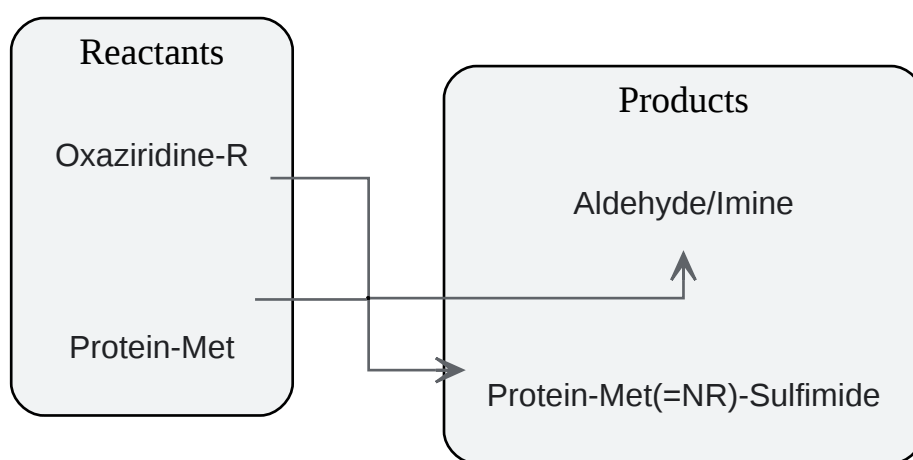 Reactants
Oxaziridine-R
Protein-Met
Products
Aldehyde/Imine
Protein-Met(=NR)-Sulfimide